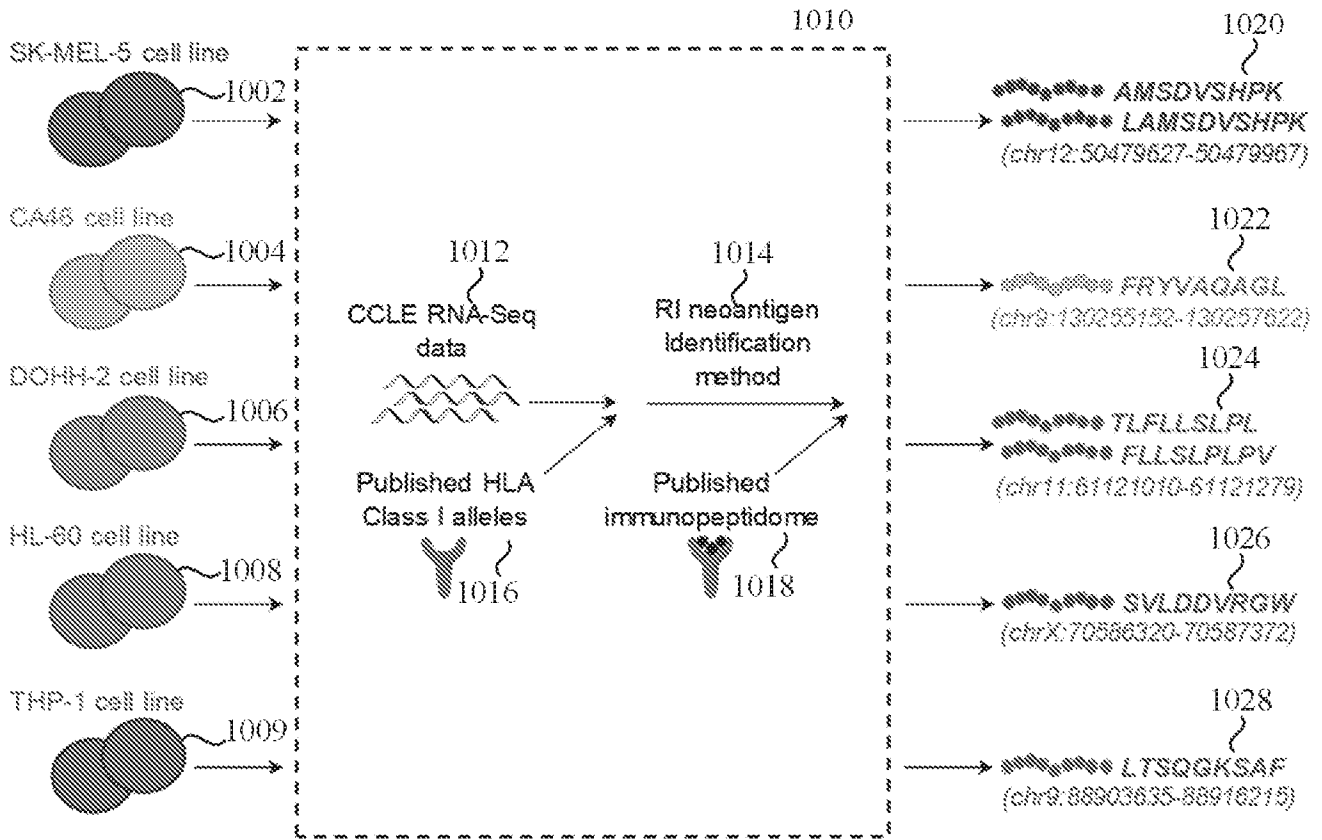 1010
SK-MEL-5 cell line
1002
1020
AMSDVSHPK
LAMSDVSHPK
(chr12:50479627-50479967)
CA46 cell line
1004
1022
FRYVAQAGL
(chr9:130255152-130257622)
1012
CCLE RNA-Seq
data
1014
RI neoantigen
Identification
method
DOHH-2 cell line
1006
1024
TLFLLSLPL
FLLSLPLPV
(chr11:61121010-61121279)
Published HLA
Class I alleles
1016
Published
immunopeptidome
1018
HL-60 cell line
1008
1026
SVLDDVRGW
(chrX:70586320-70587372)
THP-1 cell line
1009
1028
LTSQGKSAF
(chr9:88903635-88916215)